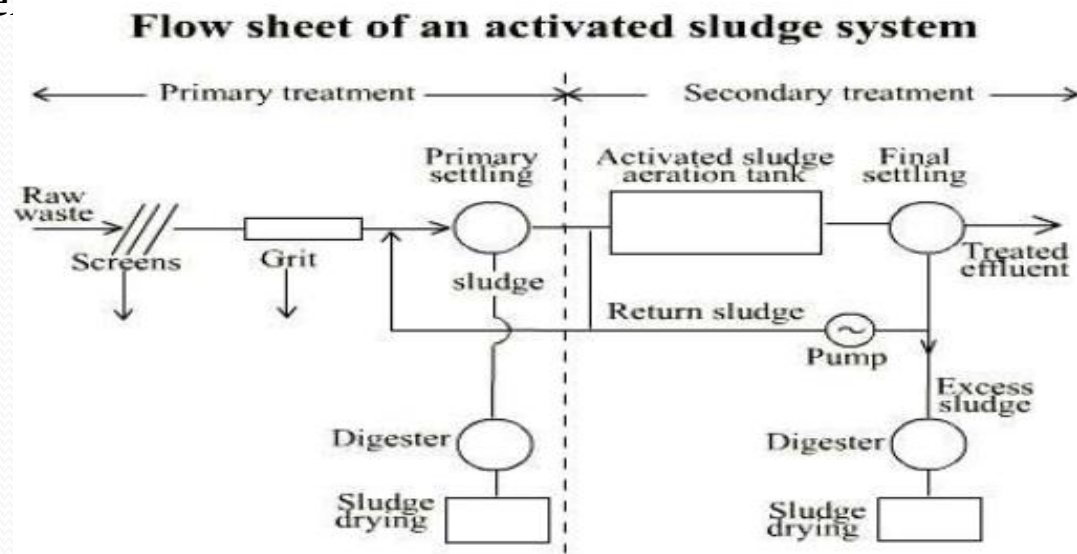 Flow sheet of an activated sludge system
Primary treatment
Secondary treatment
Primary
settling
Activated sludge
aeration tank
Final
settling
Raw
waste
Screens
Grit
sludge
Treated
effluent
Return sludge
Pump
Excess
sludge
Digester
Digester
Sludge
drying
Sludge
drying